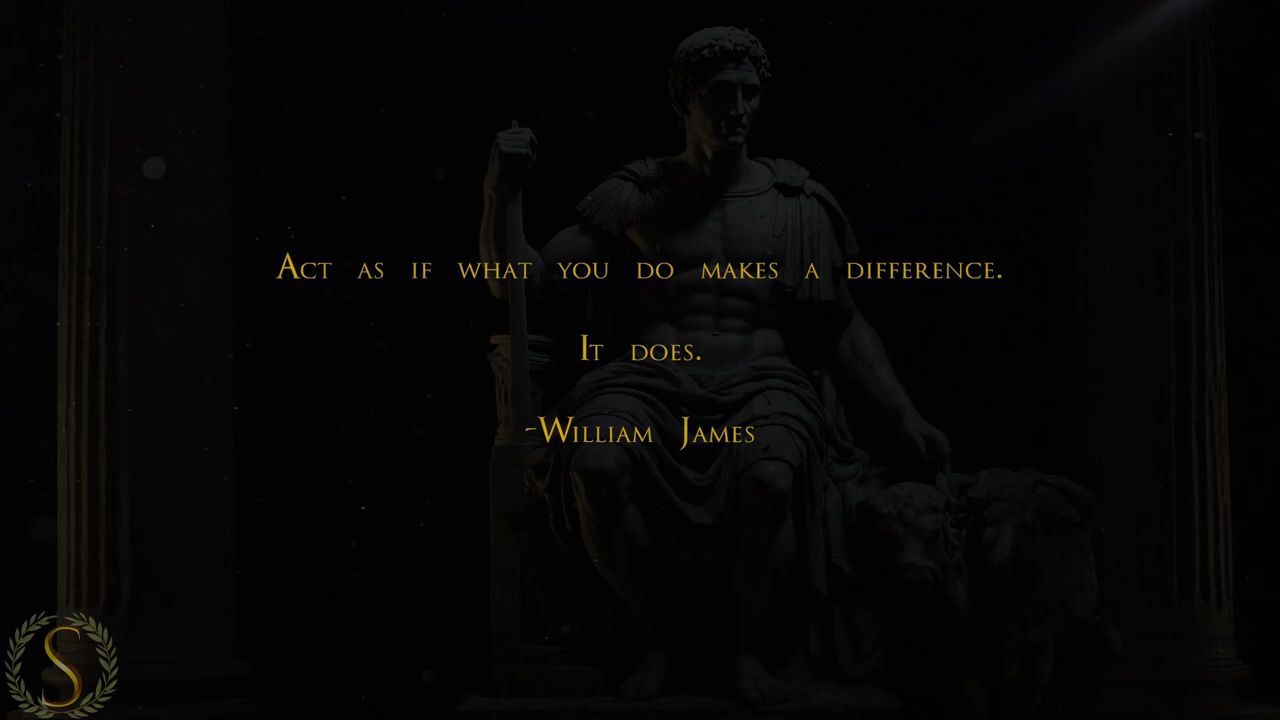 Act as if what you do makes a difference.
It does.
-William James
S